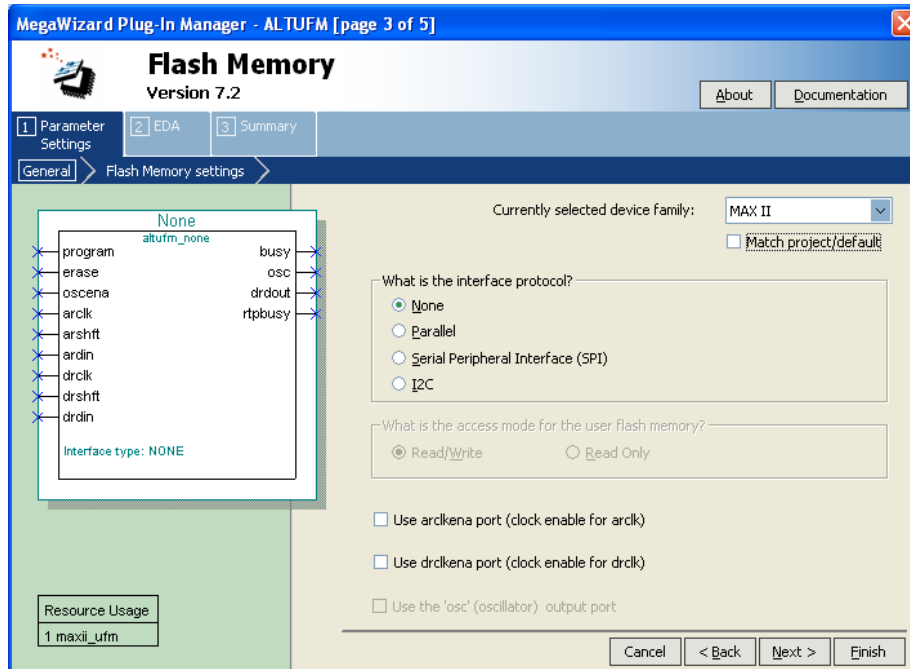 MegaWizard Plug-In Manager - ALTUFM [page 3 of 5]
Flash Memory
Version 7.2
About
Documentation
1 Parameter Settings
2 EDA
3 Summary
General
Flash Memory settings
Currently selected device family:
MAX II
Match project/default
None
altufm_none
program
busy
erase
osc
oscena
drdout
arclk
rtpbusy
arshft
ardin
drclk
drshft
drdin
Interface type: NONE
What is the interface protocol?
None
Parallel
Serial Peripheral Interface (SPI)
I2C
What is the access mode for the user flash memory?
Read/Write
Read Only
Use arclkena port (clock enable for arclk)
Use drclkena port (clock enable for drclk)
Use the 'osc' (oscillator) output port
Resource Usage
1 maxii_ufm
Cancel
< Back
Next >
Finish